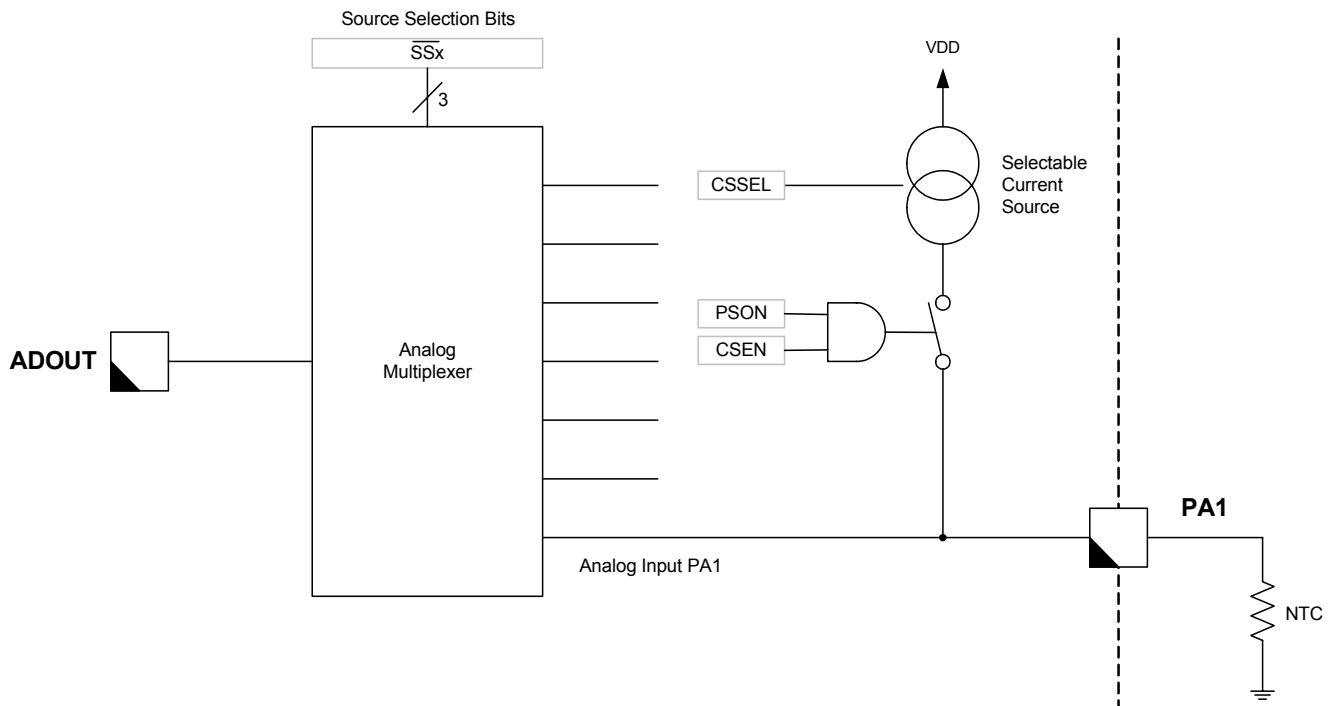 Source Selection Bits
SSx
3
VDD
CSSEL
Selectable
Current
Source
PSON
CSEN
ADOUT
Analog
Multiplexer
PA1
Analog Input PA1
NTC